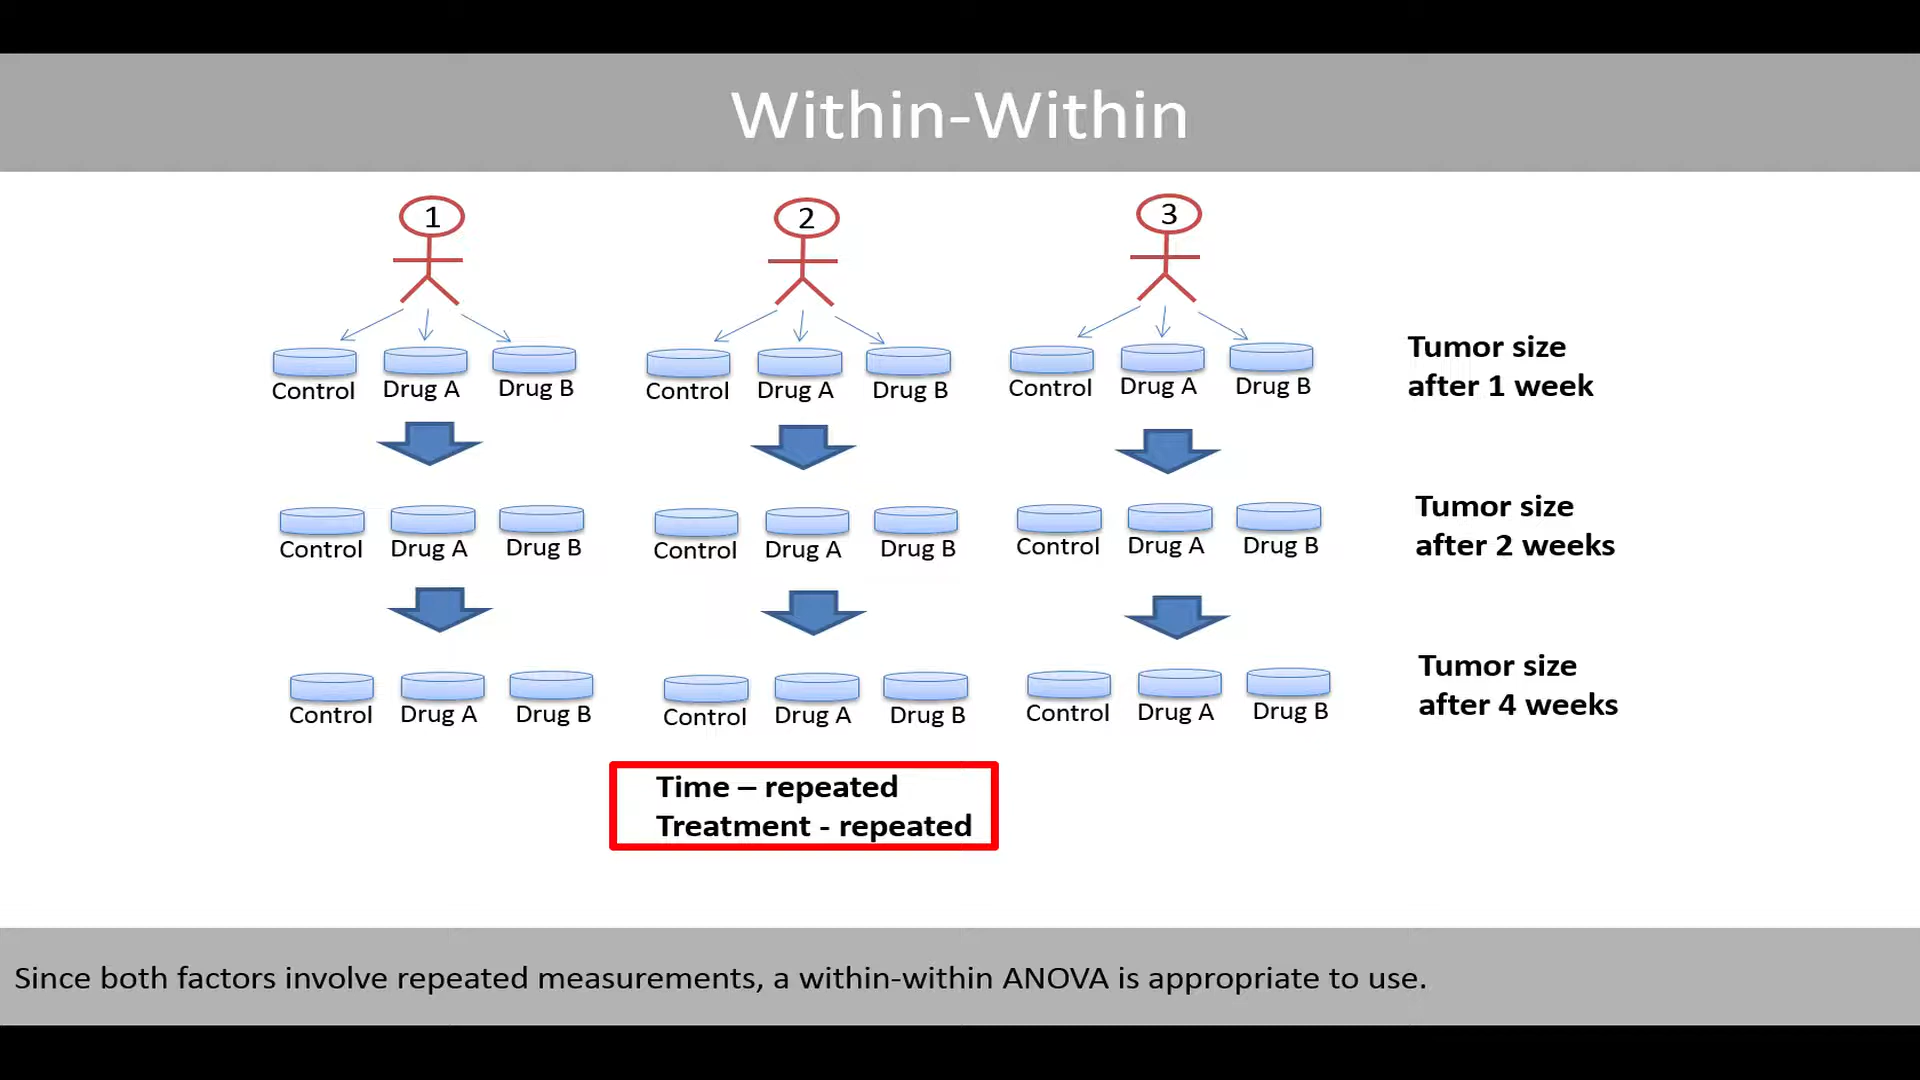 Within-Within
1 2 3
Control Drug A Drug B Control Drug A Drug B Control Drug A Drug B
Tumor size
after 1 week
Control Drug A Drug B Control Drug A Drug B Control Drug A Drug B
Tumor size
after 2 weeks
Control Drug A Drug B Control Drug A Drug B Control Drug A Drug B
Tumor size
after 4 weeks
Time – repeated
Treatment - repeated
Since both factors involve repeated measurements, a within-within ANOVA is appropriate to use.